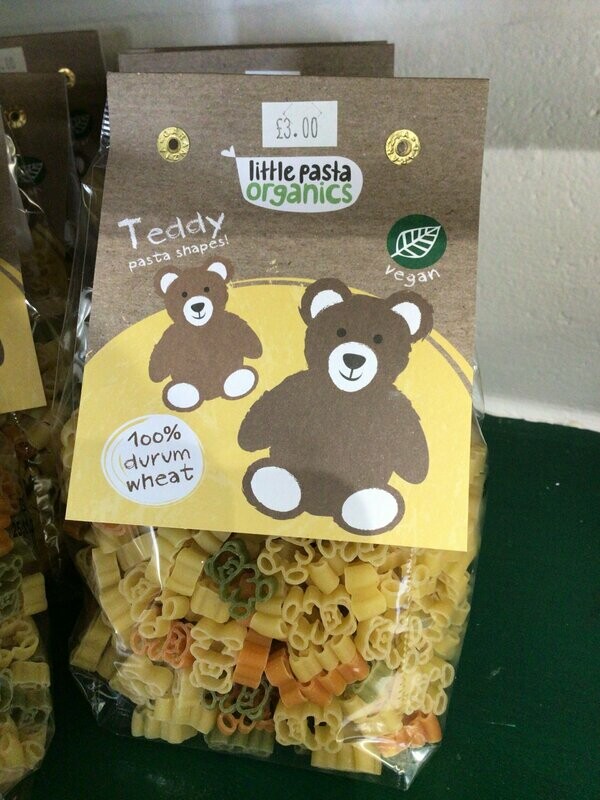 £3.00
little pasta
organics
Teddy
pasta shapes!
vegan
100%
durum
wheat